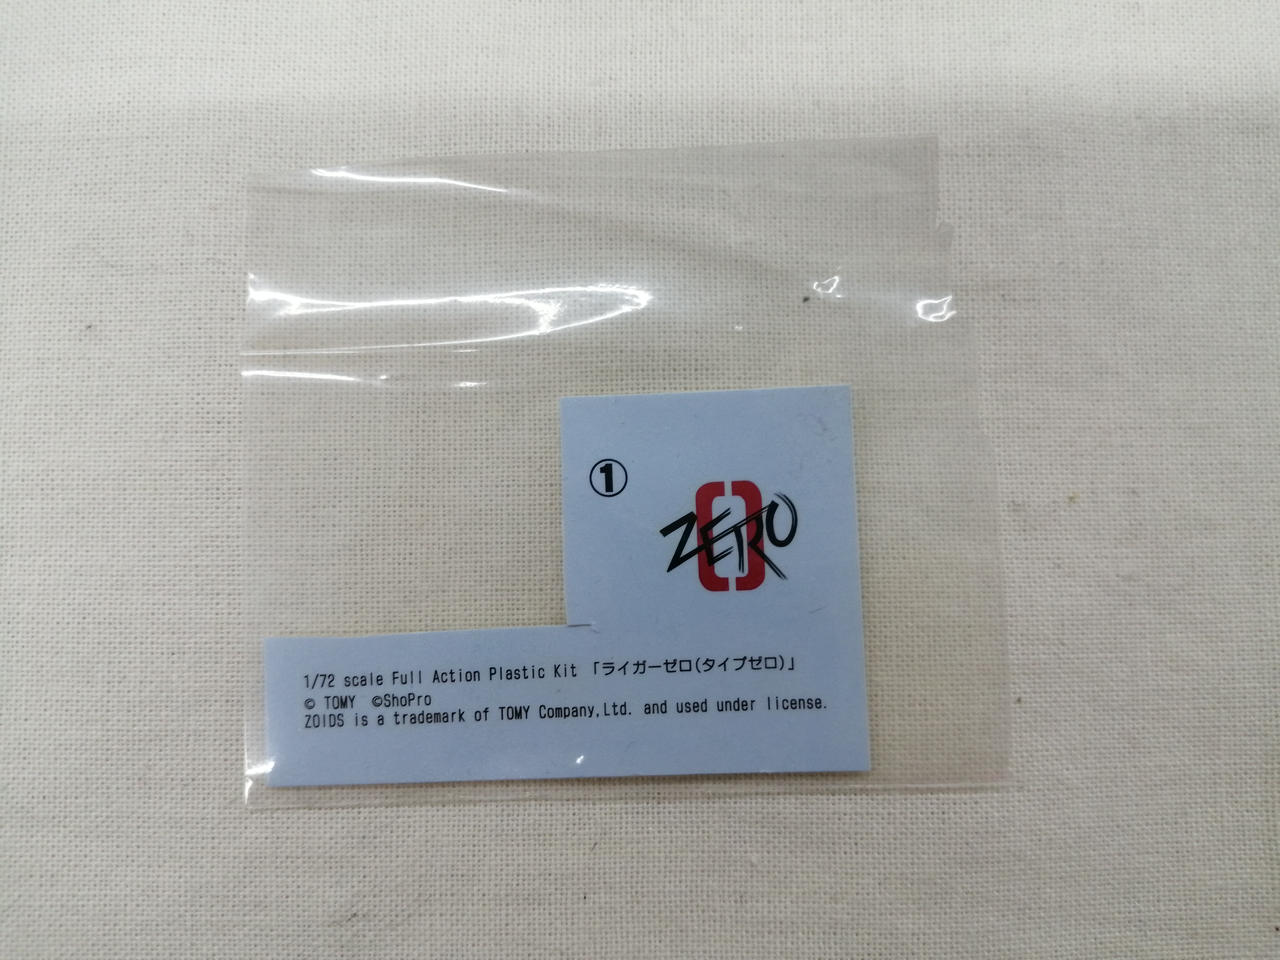 ①
ZERO
0
1/72 scale Full Action Plastic Kit 「ライガーゼロ(タイプゼロ)」
© TOMY ©ShoPro
ZOIDS is a trademark of TOMY Company,Ltd. and used under license.